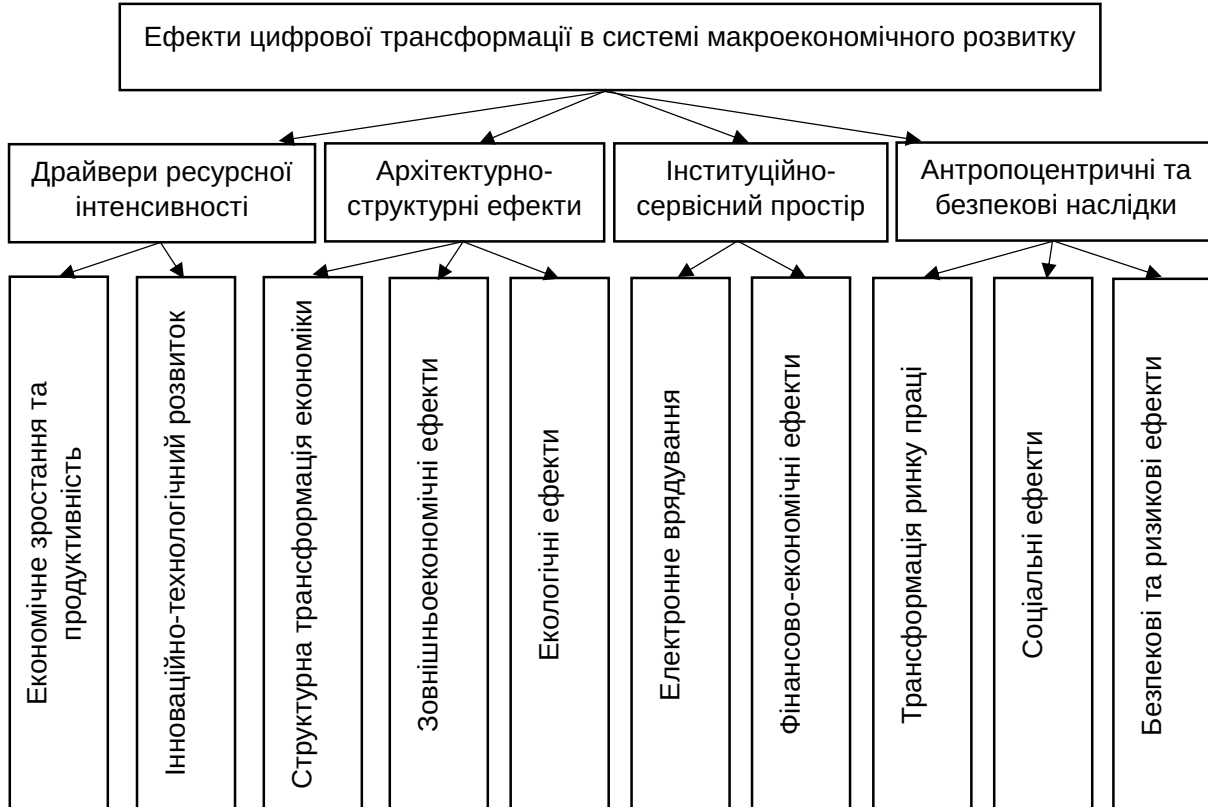 Ефекти цифрової трансформації в системі макроекономічного розвитку
Драйвери ресурсної
інтенсивності
Архітектурно-
структурні ефекти
Інституційно-
сервісний простір
Антропоцентричні та
безпекові наслідки
Економічне зростання та
продуктивність
Інноваційно-технологічний розвиток
Структурна трансформація економіки
Зовнішньоекономічні ефекти
Екологічні ефекти
Електронне врядування
Фінансово-економічні ефекти
Трансформація ринку праці
Соціальні ефекти
Безпекові та ризикові ефекти